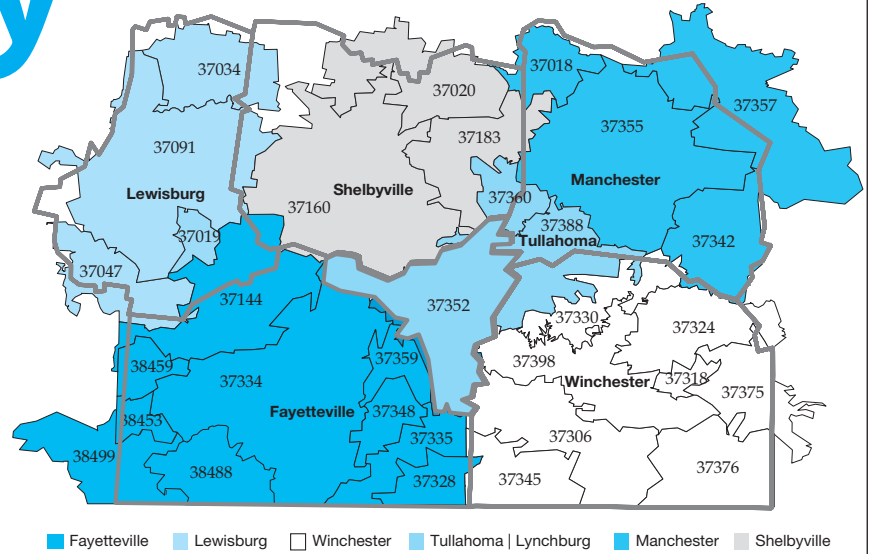 y
37034
37020
37018
37357
37355
37183
37091
Lewisburg
Shelbyville
Manchester
37160
37360
37388
Tullahoma
37019
37342
37047
37144
37352
37330
37324
38459
37359
37398
37334
Winchester
37318
37375
Fayetteville
37348
38453
37335
37306
38499
38488
37328
37345
37376
Fayetteville
Lewisburg
Winchester
Tullahoma | Lynchburg
Manchester
Shelbyville